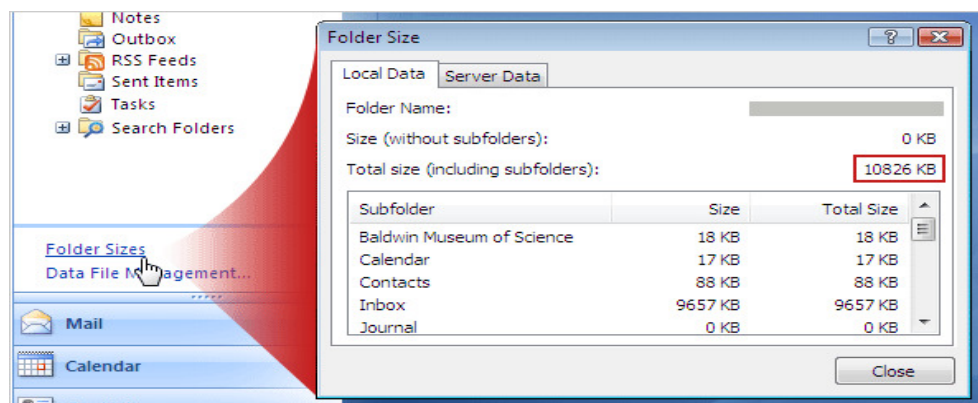 Notes
Outbox
RSS Feeds
Sent Items
Tasks
Search Folders
Folder Sizes
Data File Management...
Mail
Calendar
Folder Size
Local Data Server Data
Folder Name:
Size (without subfolders): 0 KB
Total size (including subfolders): 10826 KB
Subfolder Size Total Size
Baldwin Museum of Science 18 KB 18 KB
Calendar 17 KB 17 KB
Contacts 88 KB 88 KB
Inbox 9657 KB 9657 KB
Journal 0 KB 0 KB
Close